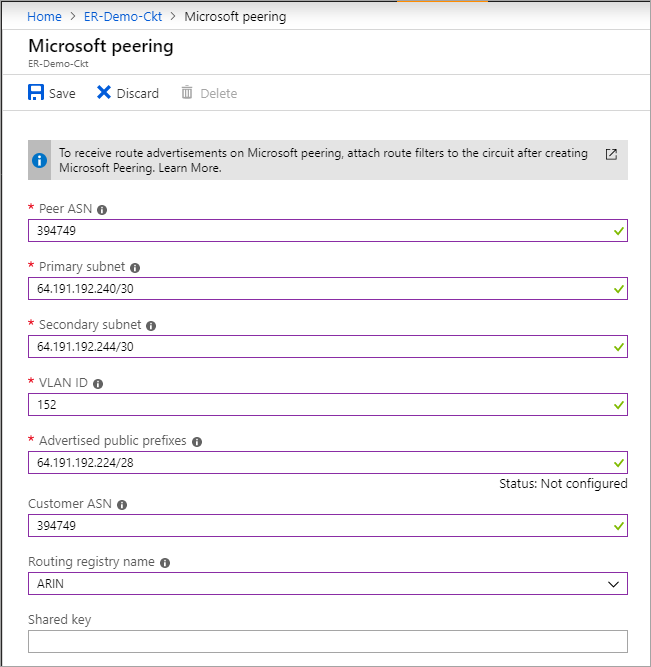 Home > ER-Demo-Ckt > Microsoft peering
Microsoft peering
ER-Demo-Ckt
Save Discard Delete
To receive route advertisements on Microsoft peering, attach route filters to the circuit after creating
Microsoft Peering. Learn More.
* Peer ASN
394749
* Primary subnet
64.191.192.240/30
* Secondary subnet
64.191.192.244/30
* VLAN ID
152
* Advertised public prefixes
64.191.192.224/28
Status: Not configured
Customer ASN
394749
Routing registry name
ARIN
Shared key